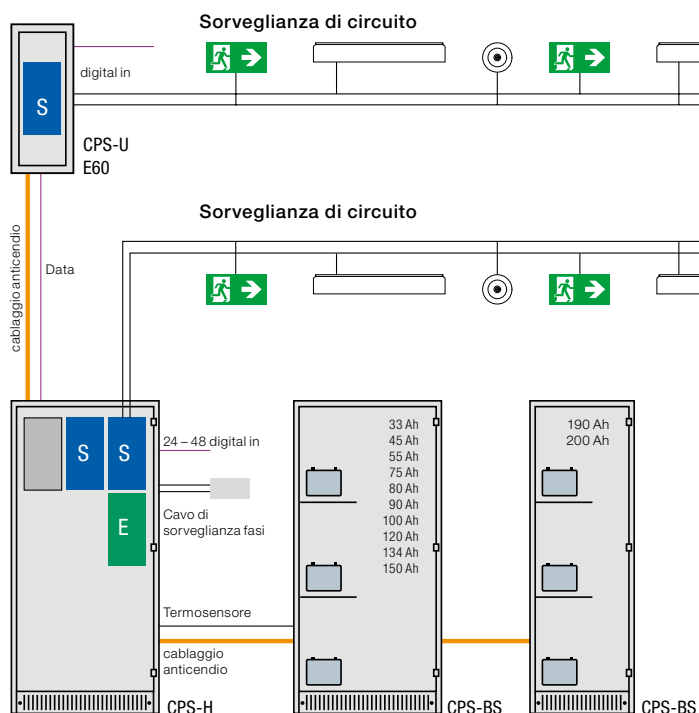 Sorveglianza di circuito
digital in
S
CPS-U
E60
Sorveglianza di circuito
cablaggio anticendio
Data
S
S
24 – 48 digital in
E
Cavo di
sorveglianza fasi
Termosensore
cablaggio
anticendio
CPS-H
33 Ah
45 Ah
55 Ah
75 Ah
80 Ah
90 Ah
100 Ah
120 Ah
134 Ah
150 Ah
CPS-BS
190 Ah
200 Ah
CPS-BS